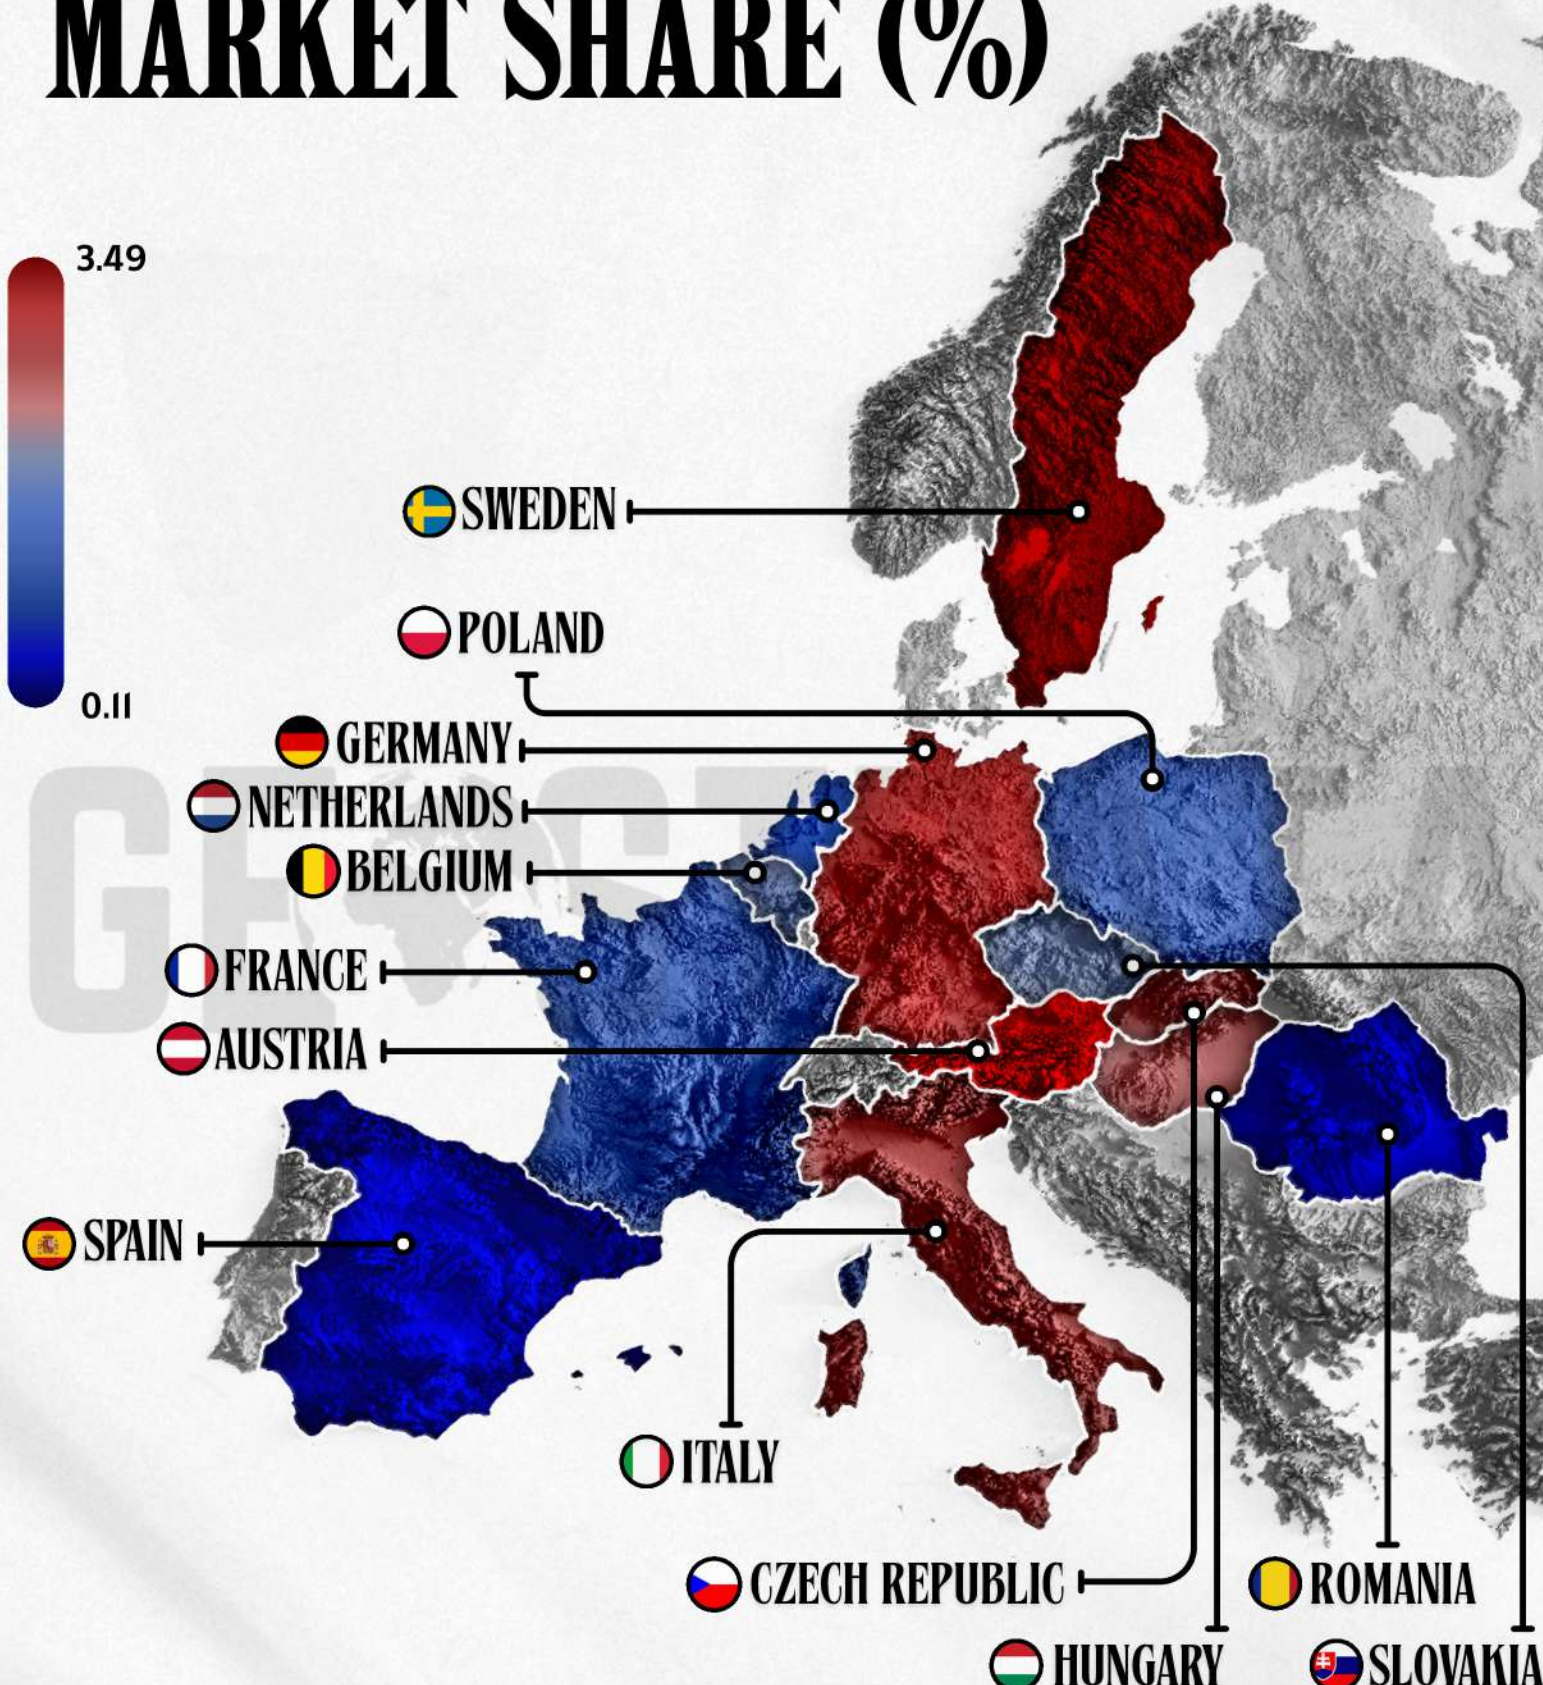 MARKET SHARE (%)
3.49
SWEDEN
POLAND
0.11
GERMANY
NETHERLANDS
BELGIUM
FRANCE
AUSTRIA
SPAIN
ITALY
CZECH REPUBLIC
ROMANIA
HUNGARY
SLOVAKIA